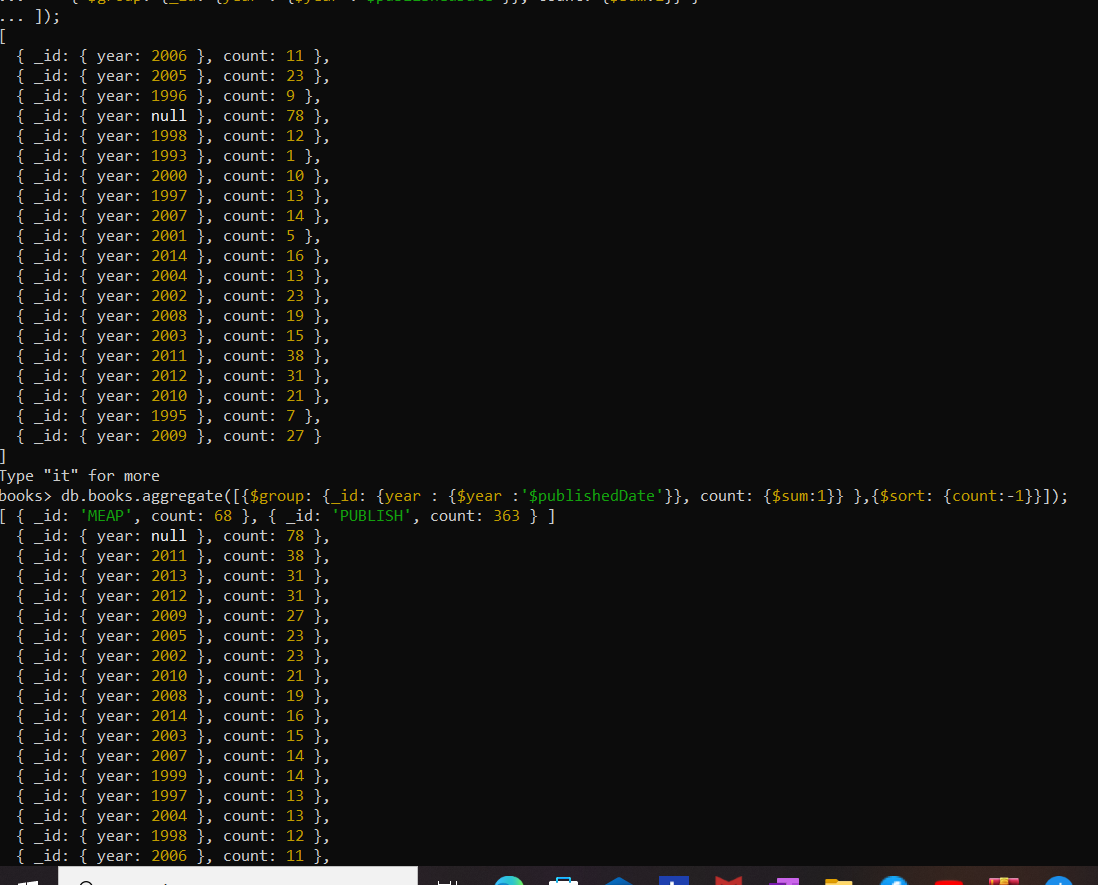 ... ]);
[
  { _id: { year: 2006 }, count: 11 },
  { _id: { year: 2005 }, count: 23 },
  { _id: { year: 1996 }, count: 9 },
  { _id: { year: null }, count: 78 },
  { _id: { year: 1998 }, count: 12 },
  { _id: { year: 1993 }, count: 1 },
  { _id: { year: 2000 }, count: 10 },
  { _id: { year: 1997 }, count: 13 },
  { _id: { year: 2007 }, count: 14 },
  { _id: { year: 2001 }, count: 5 },
  { _id: { year: 2014 }, count: 16 },
  { _id: { year: 2004 }, count: 13 },
  { _id: { year: 2002 }, count: 23 },
  { _id: { year: 2008 }, count: 19 },
  { _id: { year: 2003 }, count: 15 },
  { _id: { year: 2011 }, count: 38 },
  { _id: { year: 2012 }, count: 31 },
  { _id: { year: 2010 }, count: 21 },
  { _id: { year: 1995 }, count: 7 },
  { _id: { year: 2009 }, count: 27 }
]
Type "it" for more
books> db.books.aggregate([{$group: {_id: {year : {$year :'$publishedDate'}}, count: {$sum:1}} },{$sort: {count:-1}}]);
[ { _id: 'MEAP', count: 68 }, { _id: 'PUBLISH', count: 363 } ]
  { _id: { year: null }, count: 78 },
  { _id: { year: 2011 }, count: 38 },
  { _id: { year: 2013 }, count: 31 },
  { _id: { year: 2012 }, count: 31 },
  { _id: { year: 2009 }, count: 27 },
  { _id: { year: 2005 }, count: 23 },
  { _id: { year: 2002 }, count: 23 },
  { _id: { year: 2010 }, count: 21 },
  { _id: { year: 2008 }, count: 19 },
  { _id: { year: 2014 }, count: 16 },
  { _id: { year: 2003 }, count: 15 },
  { _id: { year: 2007 }, count: 14 },
  { _id: { year: 1999 }, count: 14 },
  { _id: { year: 1997 }, count: 13 },
  { _id: { year: 2004 }, count: 13 },
  { _id: { year: 1998 }, count: 12 },
  { _id: { year: 2006 }, count: 11 },